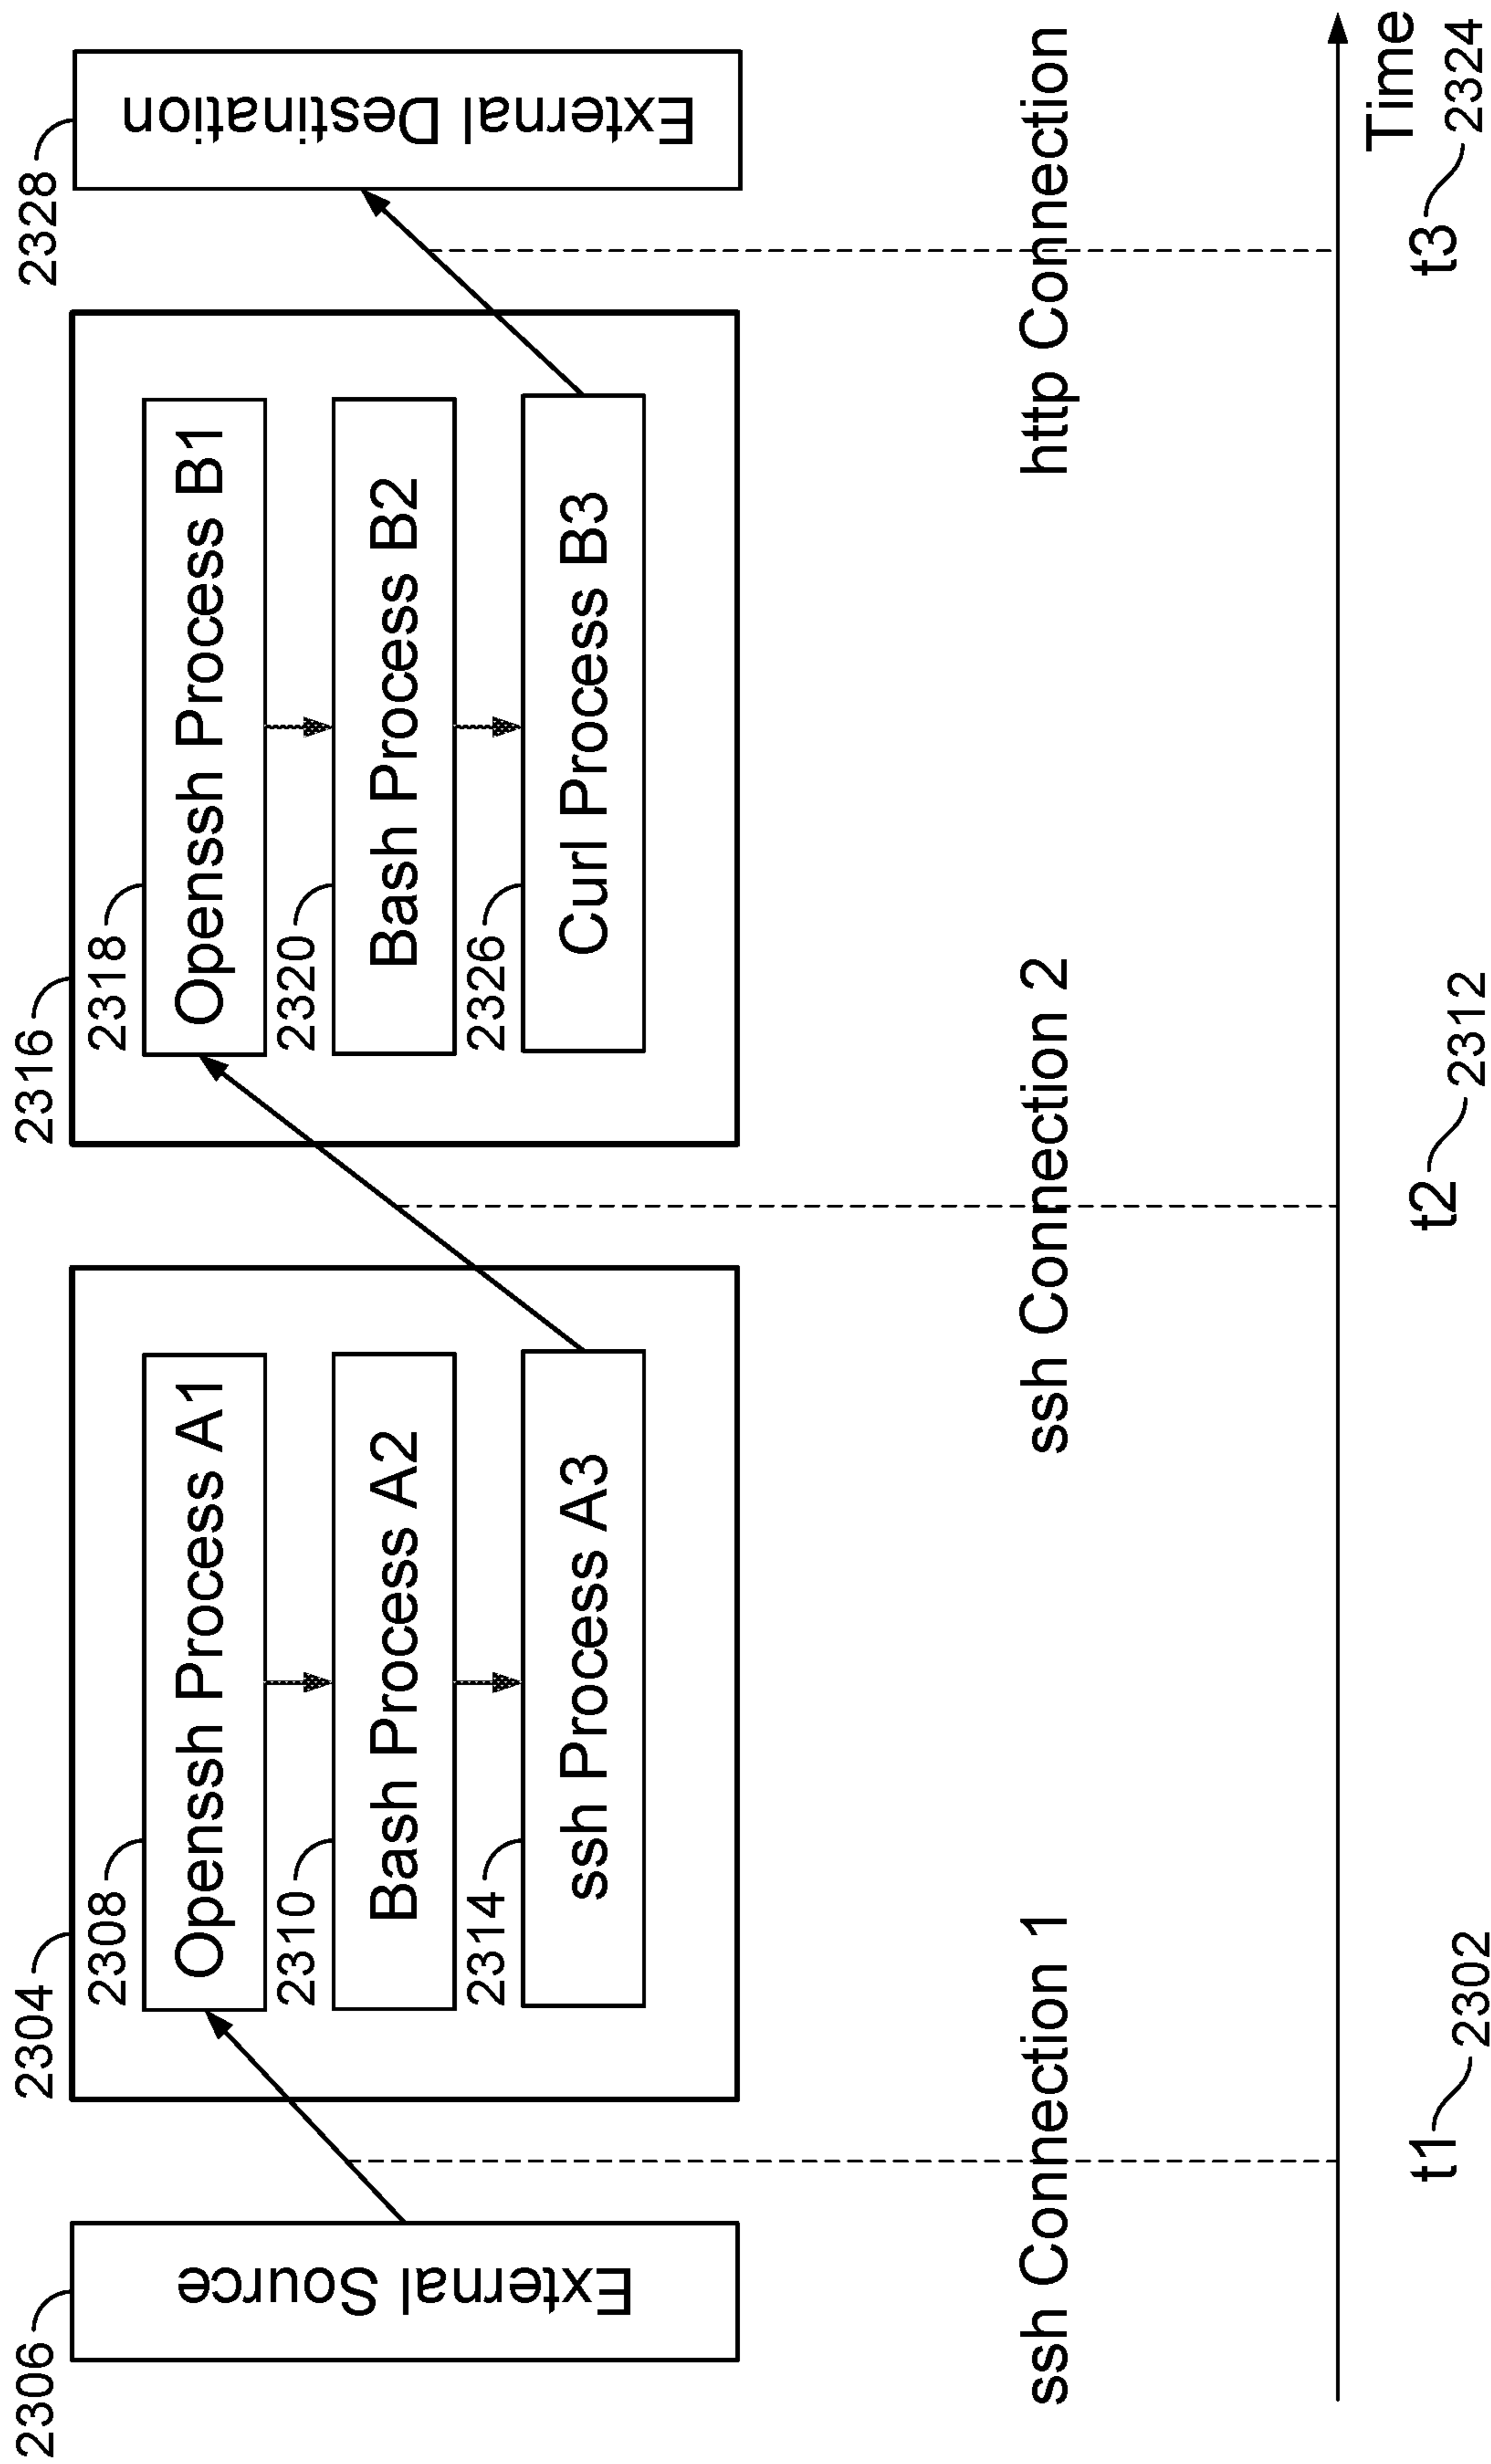 2306
External Source
2304
2308
Openssh Process A1
2310
Bash Process A2
2314
ssh Process A3
2316
2318
Openssh Process B1
2320
Bash Process B2
2326
Curl Process B3
2328
External Destination
ssh Connection 1
ssh Connection 2
http Connection
Time
t1
2302
t2
2312
t3
2324